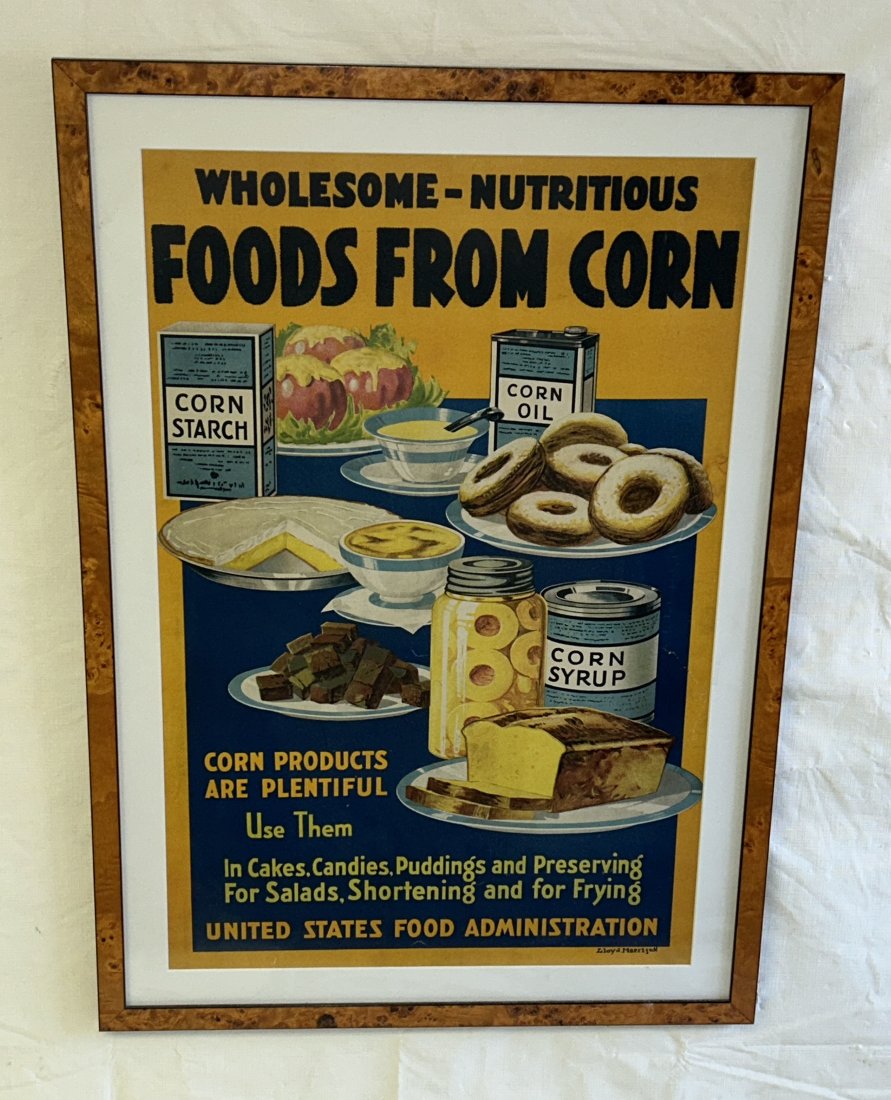 WHOLESOME - NUTRITIOUS
FOODS FROM CORN
CORN
STARCH
CORN
OIL
CORN
SYRUP
CORN PRODUCTS
ARE PLENTIFUL
Use Them
In Cakes, Candies, Puddings and Preserving
For Salads, Shortening and for Frying
UNITED STATES FOOD ADMINISTRATION
Lloyd